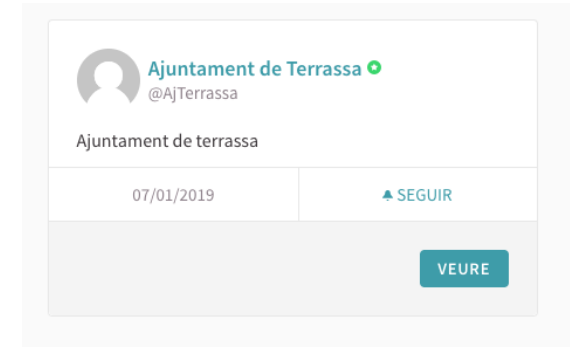 Ajuntament de Terrassa
@AjTerrassa
Ajuntament de terrassa
07/01/2019
SEGUIR
VEURE